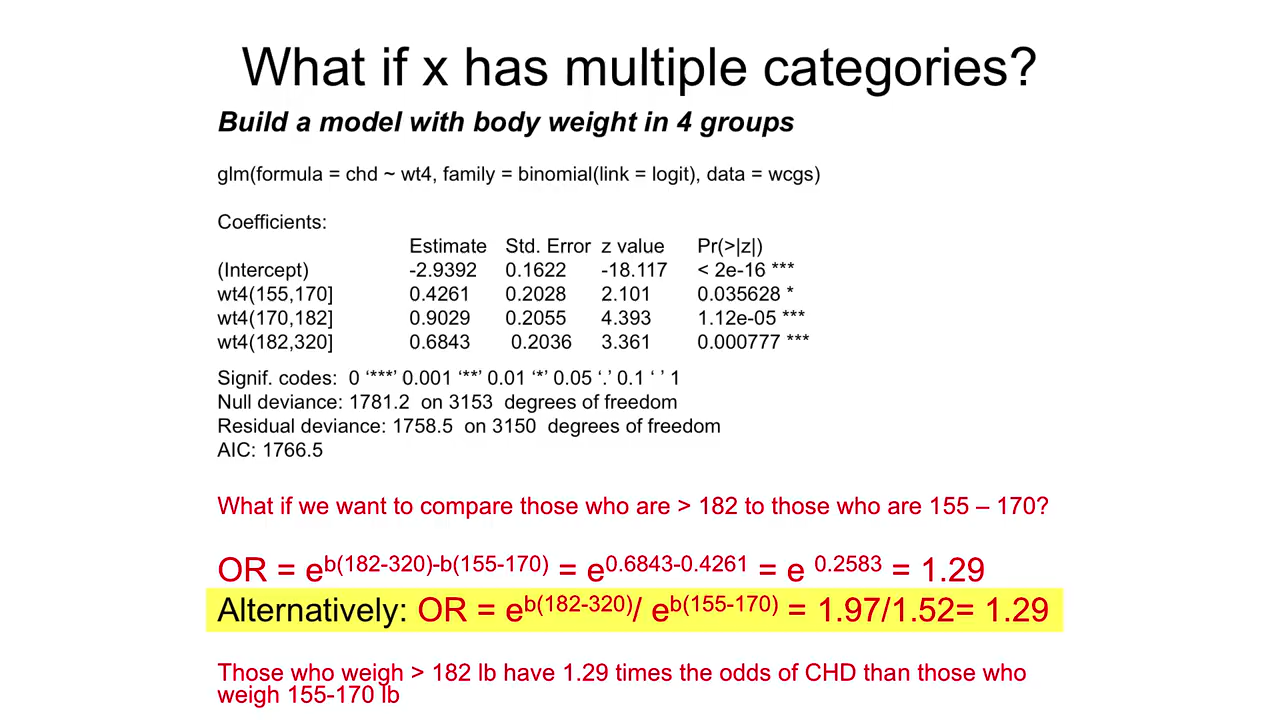 What if x has multiple categories?
Build a model with body weight in 4 groups
glm(formula = chd ~ wt4, family = binomial(link = logit), data = wcgs)
Coefficients:
Estimate Std. Error z value Pr(>|z|)
(Intercept) -2.9392 0.1622 -18.117 < 2e-16 ***
wt4(155,170] 0.4261 0.2028 2.101 0.035628 *
wt4(170,182] 0.9029 0.2055 4.393 1.12e-05 ***
wt4(182,320] 0.6843 0.2036 3.361 0.000777 ***
Signif. codes: 0 ‘***’ 0.001 ‘**’ 0.01 ‘*’ 0.05 ‘.’ 0.1 ‘ ’ 1
Null deviance: 1781.2 on 3153 degrees of freedom
Residual deviance: 1758.5 on 3150 degrees of freedom
AIC: 1766.5
What if we want to compare those who are > 182 to those who are 155 – 170?
OR = e^b(182-320)-b(155-170) = e^0.6843-0.4261 = e ^0.2583 = 1.29
Alternatively: OR = e^b(182-320)/ e^b(155-170) = 1.97/1.52= 1.29
Those who weigh > 182 lb have 1.29 times the odds of CHD than those who
weigh 155-170 lb